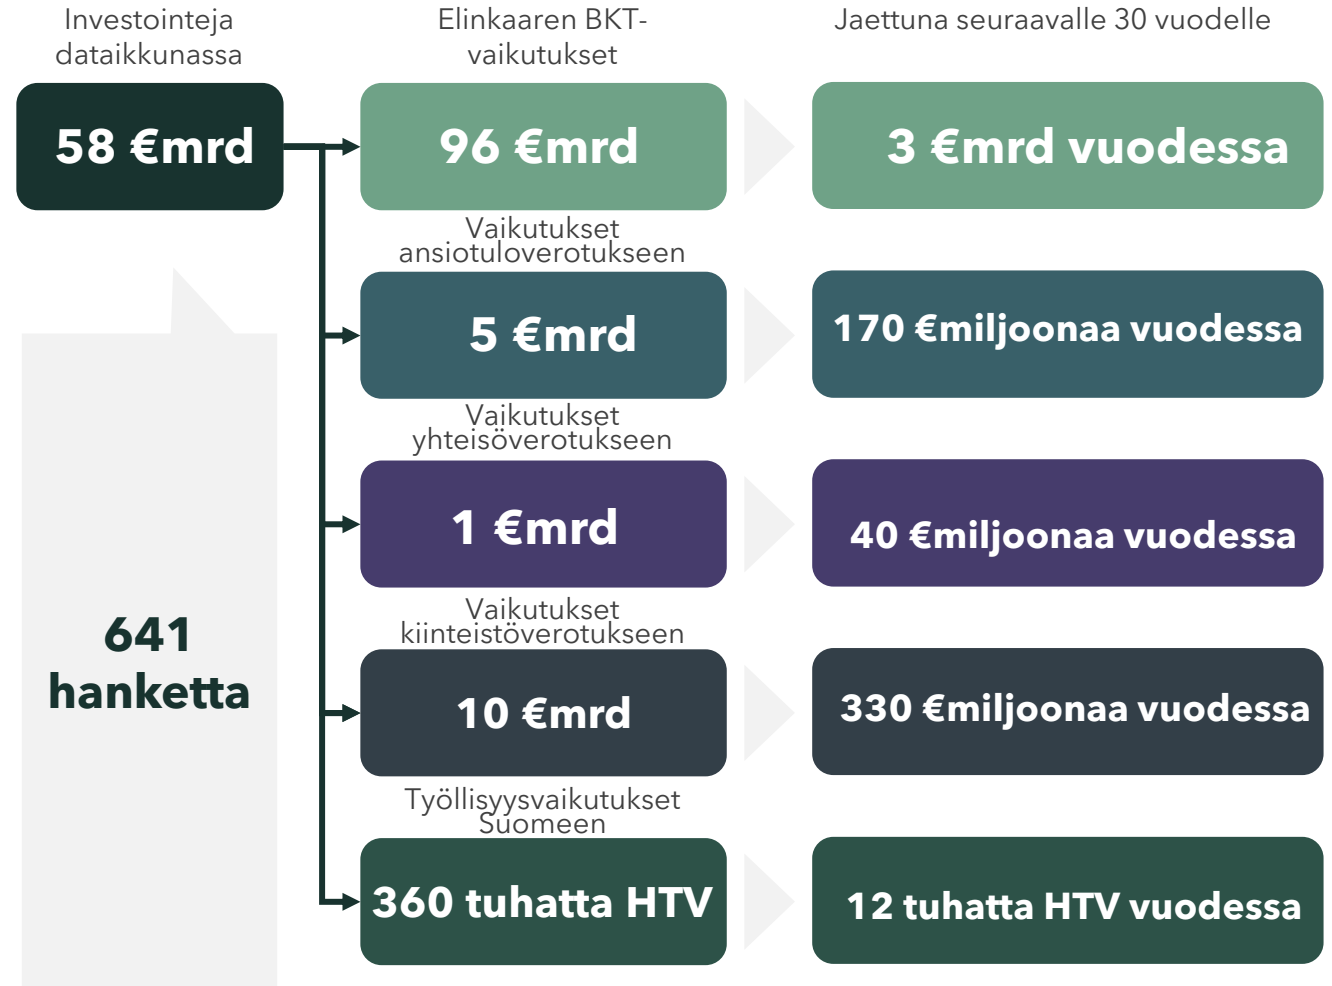 Investointeja
dataikkunassa
58 €mrd
641
hanketta
Elinkaaren BKT-
vaikutukset
96 €mrd
Jaettuna seuraavalle 30 vuodelle
3 €mrd vuodessa
Vaikutukset
ansiotuloverotukseen
5 €mrd
170 €miljoonaa vuodessa
Vaikutukset
yhteisöverotukseen
1 €mrd
40 €miljoonaa vuodessa
Vaikutukset
kiinteistöverotukseen
10 €mrd
330 €miljoonaa vuodessa
Työllisyysvaikutukset
Suomeen
360 tuhatta HTV
12 tuhatta HTV vuodessa